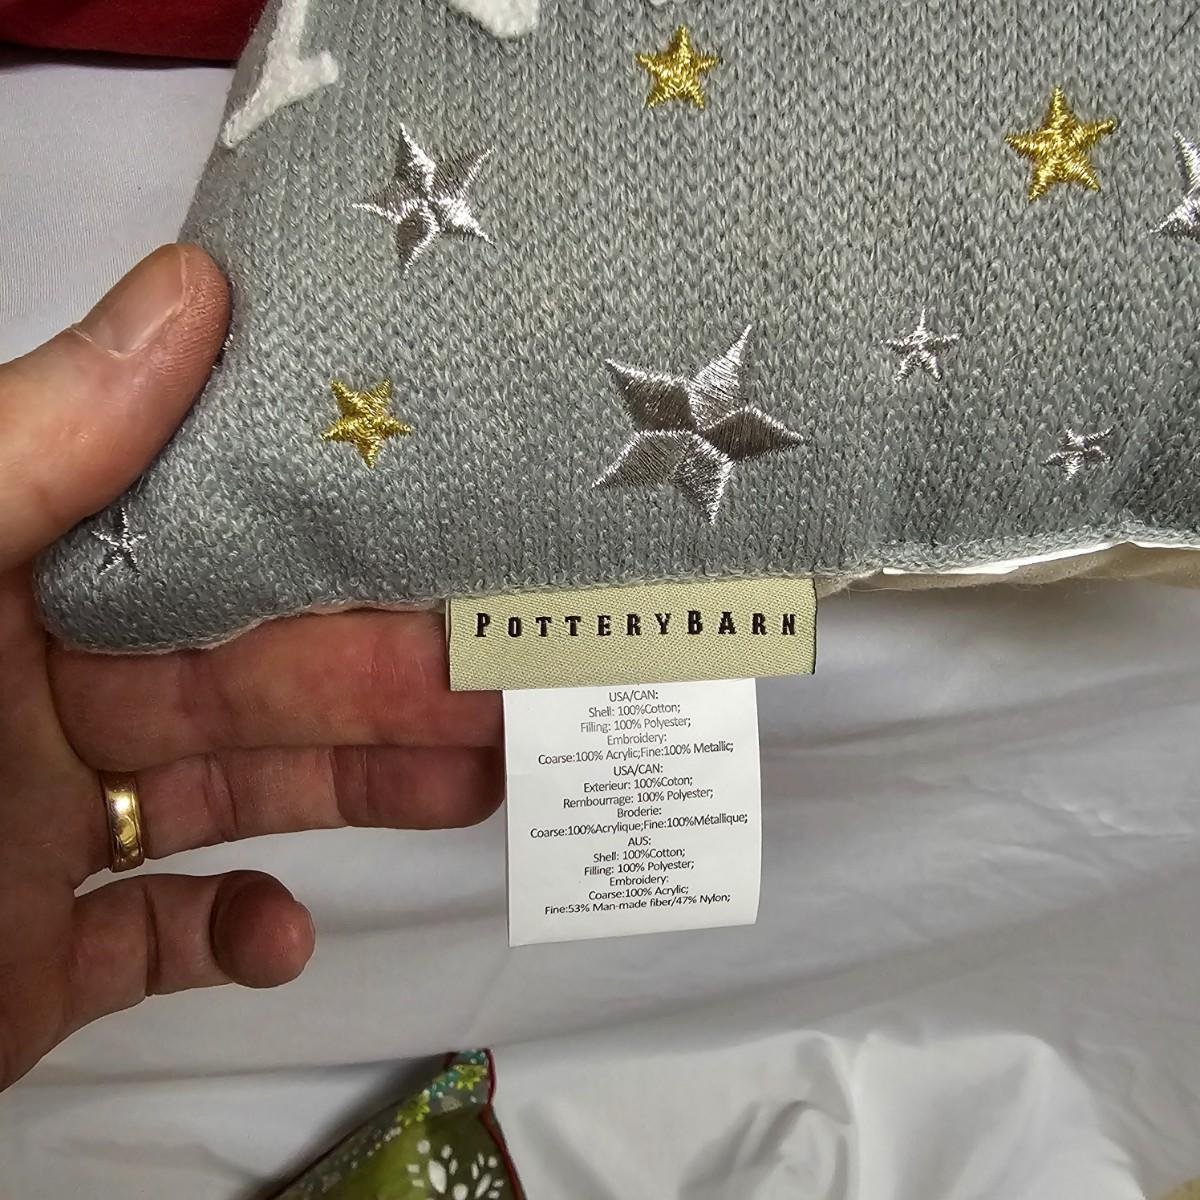 POTTERYBARN
USA/CAN:
Shell: 100%Cotton;
Filling: 100% Polyester;
Embroidery:
Coarse:100% Acrylic;Fine:100% Metallic;
USA/CAN:
Exterieur: 100%Coton;
Rembourrage: 100% Polyester;
Broderie:
Coarse:100%Acrylique;Fine:100%Métallique;
AUS:
Shell: 100%Cotton;
Filling: 100% Polyester;
Embroidery:
Coarse:100% Acrylic;
Fine:53% Man-made fiber/47% Nylon;